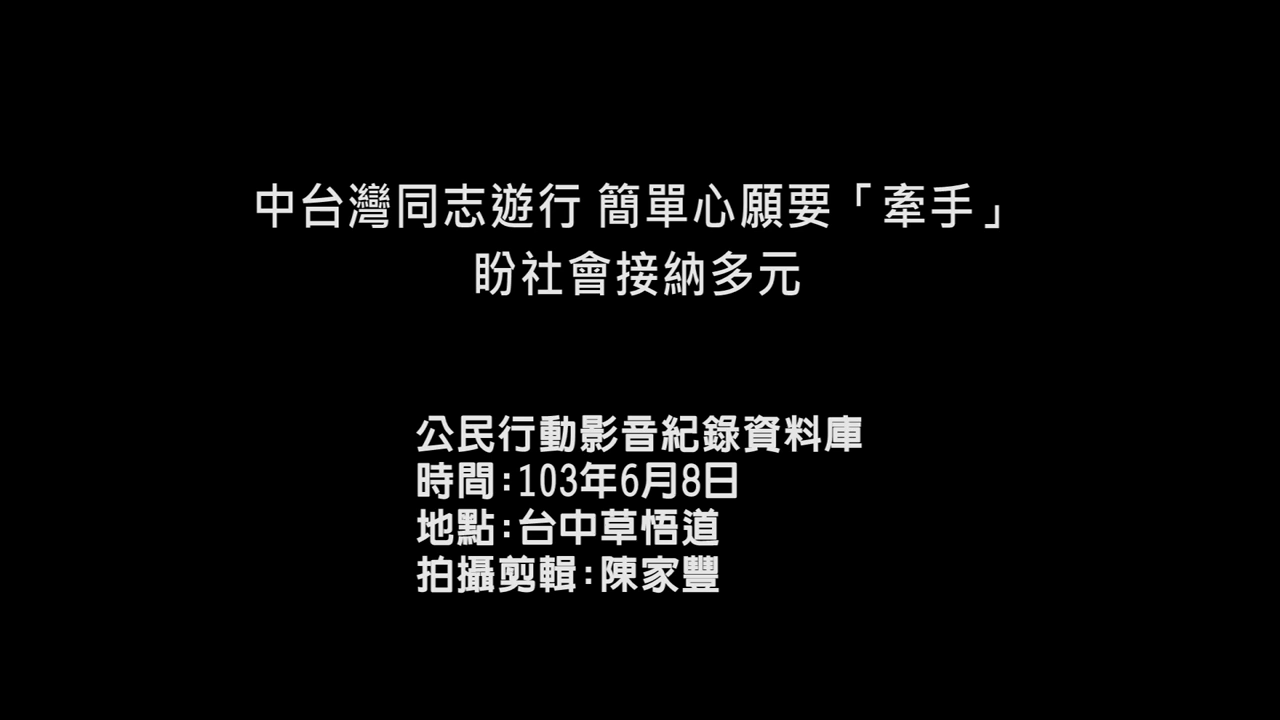 中台灣同志遊行 簡單心願要「牽手」
盼社會接納多元
公民行動影音紀錄資料庫
時間:103年6月8日
地點:台中草悟道
拍攝剪輯:陳家豐